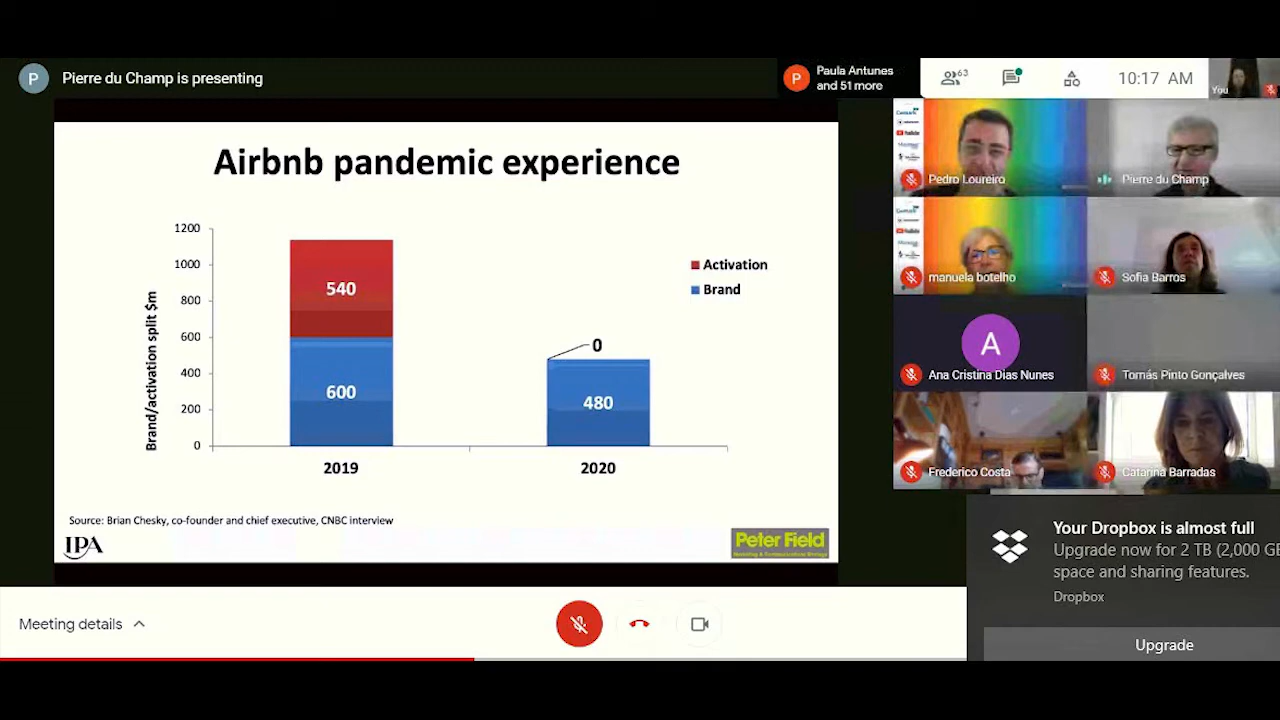 P
Pierre du Champ is presenting
P
Paula Antunes
and 51 more
63
10:17 AM
You
Airbnb pandemic experience
Brand/activation split $m
1200
1000
800
600
400
200
0
540
600
0
480
2019
2020
Activation
Brand
Source: Brian Chesky, co-founder and chief executive, CNBC interview
IPA
Peter Field
YouTube
Pedro Loureiro
Pierre du Champ
YouTube
manuela botelho
Sofia Barros
A
Ana Cristina Dias Nunes
Tomás Pinto Gonçalves
Frederico Costa
Catarina Barradas
Your Dropbox is almost full
Upgrade now for 2 TB (2,000 GB
space and sharing features.
Dropbox
Upgrade
Meeting details